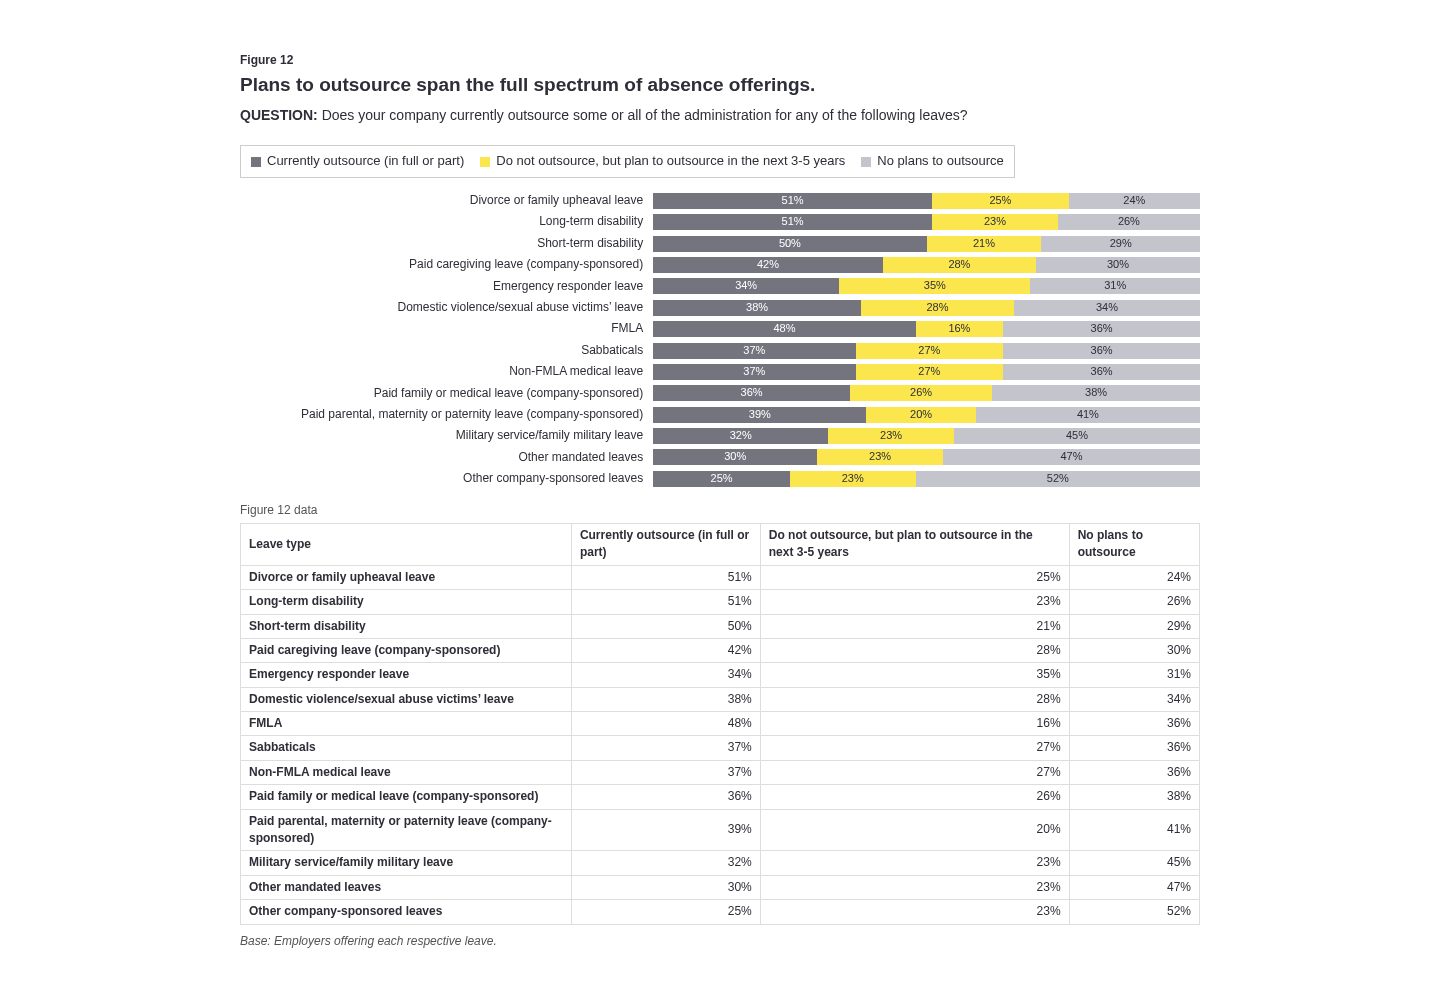 Figure 12
Plans to outsource span the full spectrum of absence offerings.
QUESTION: Does your company currently outsource some or all of the administration for any of the following leaves?
Currently outsource (in full or part) Do not outsource, but plan to outsource in the next 3-5 years No plans to outsource
Divorce or family upheaval leave 51% 25% 24%
Long-term disability 51% 23% 26%
Short-term disability 50% 21% 29%
Paid caregiving leave (company-sponsored) 42% 28% 30%
Emergency responder leave 34% 35% 31%
Domestic violence/sexual abuse victims’ leave 38% 28% 34%
FMLA 48% 16% 36%
Sabbaticals 37% 27% 36%
Non-FMLA medical leave 37% 27% 36%
Paid family or medical leave (company-sponsored) 36% 26% 38%
Paid parental, maternity or paternity leave (company-sponsored) 39% 20% 41%
Military service/family military leave 32% 23% 45%
Other mandated leaves 30% 23% 47%
Other company-sponsored leaves 25% 23% 52%
Figure 12 data
Leave type
Currently outsource (in full or
part)
Do not outsource, but plan to outsource in the
next 3-5 years
No plans to
outsource
Divorce or family upheaval leave 51% 25% 24%
Long-term disability 51% 23% 26%
Short-term disability 50% 21% 29%
Paid caregiving leave (company-sponsored) 42% 28% 30%
Emergency responder leave 34% 35% 31%
Domestic violence/sexual abuse victims’ leave 38% 28% 34%
FMLA 48% 16% 36%
Sabbaticals 37% 27% 36%
Non-FMLA medical leave 37% 27% 36%
Paid family or medical leave (company-sponsored) 36% 26% 38%
Paid parental, maternity or paternity leave (company-
sponsored) 39% 20% 41%
Military service/family military leave 32% 23% 45%
Other mandated leaves 30% 23% 47%
Other company-sponsored leaves 25% 23% 52%
Base: Employers offering each respective leave.